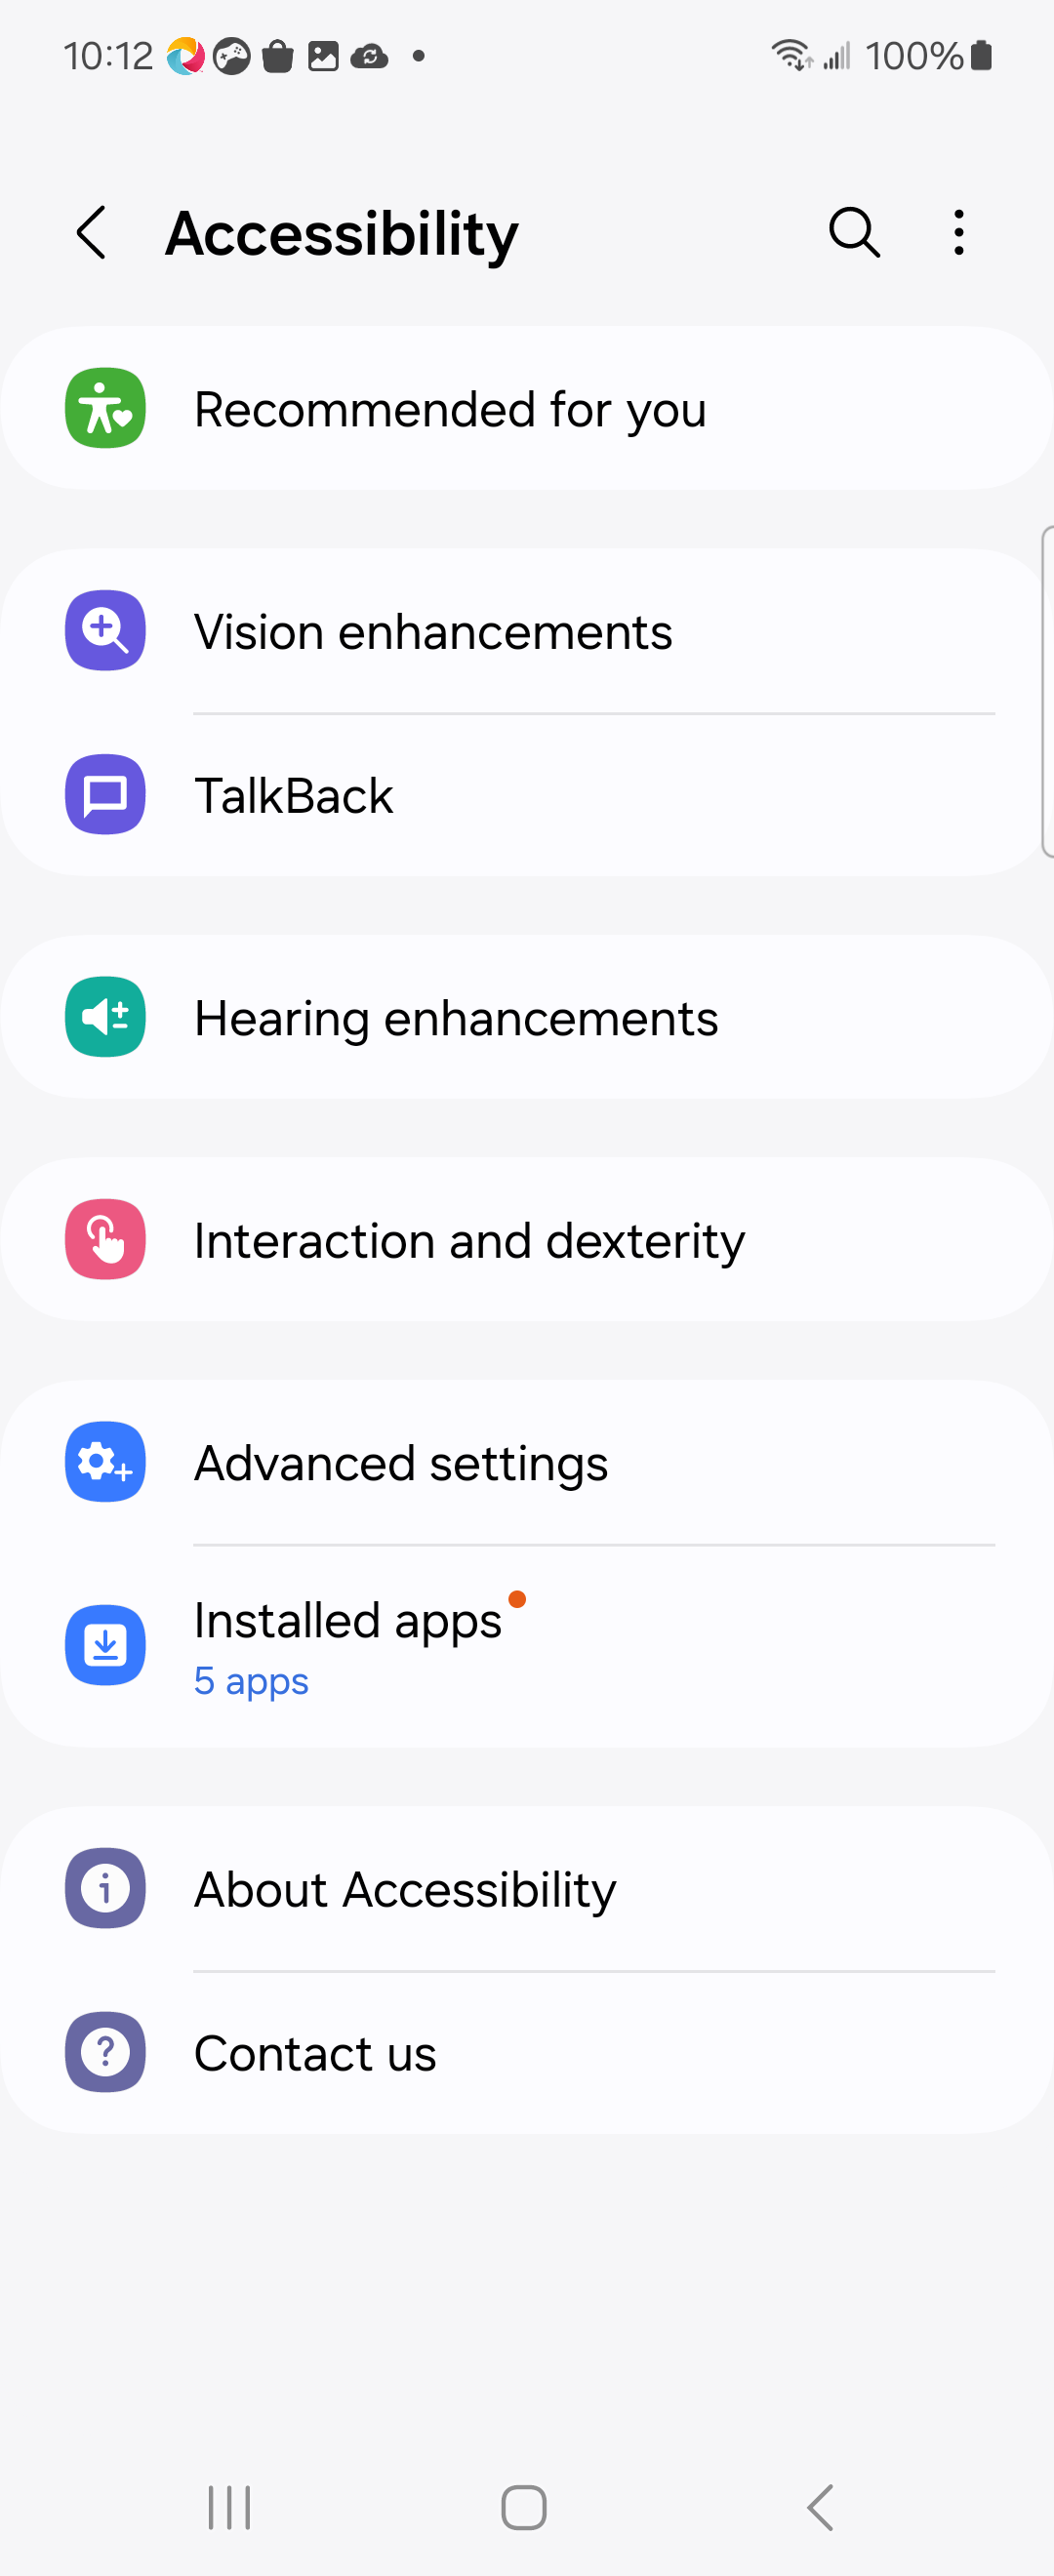 10:12 100%
Accessibility
Recommended for you
Vision enhancements
TalkBack
Hearing enhancements
Interaction and dexterity
Advanced settings
Installed apps
5 apps
About Accessibility
Contact us